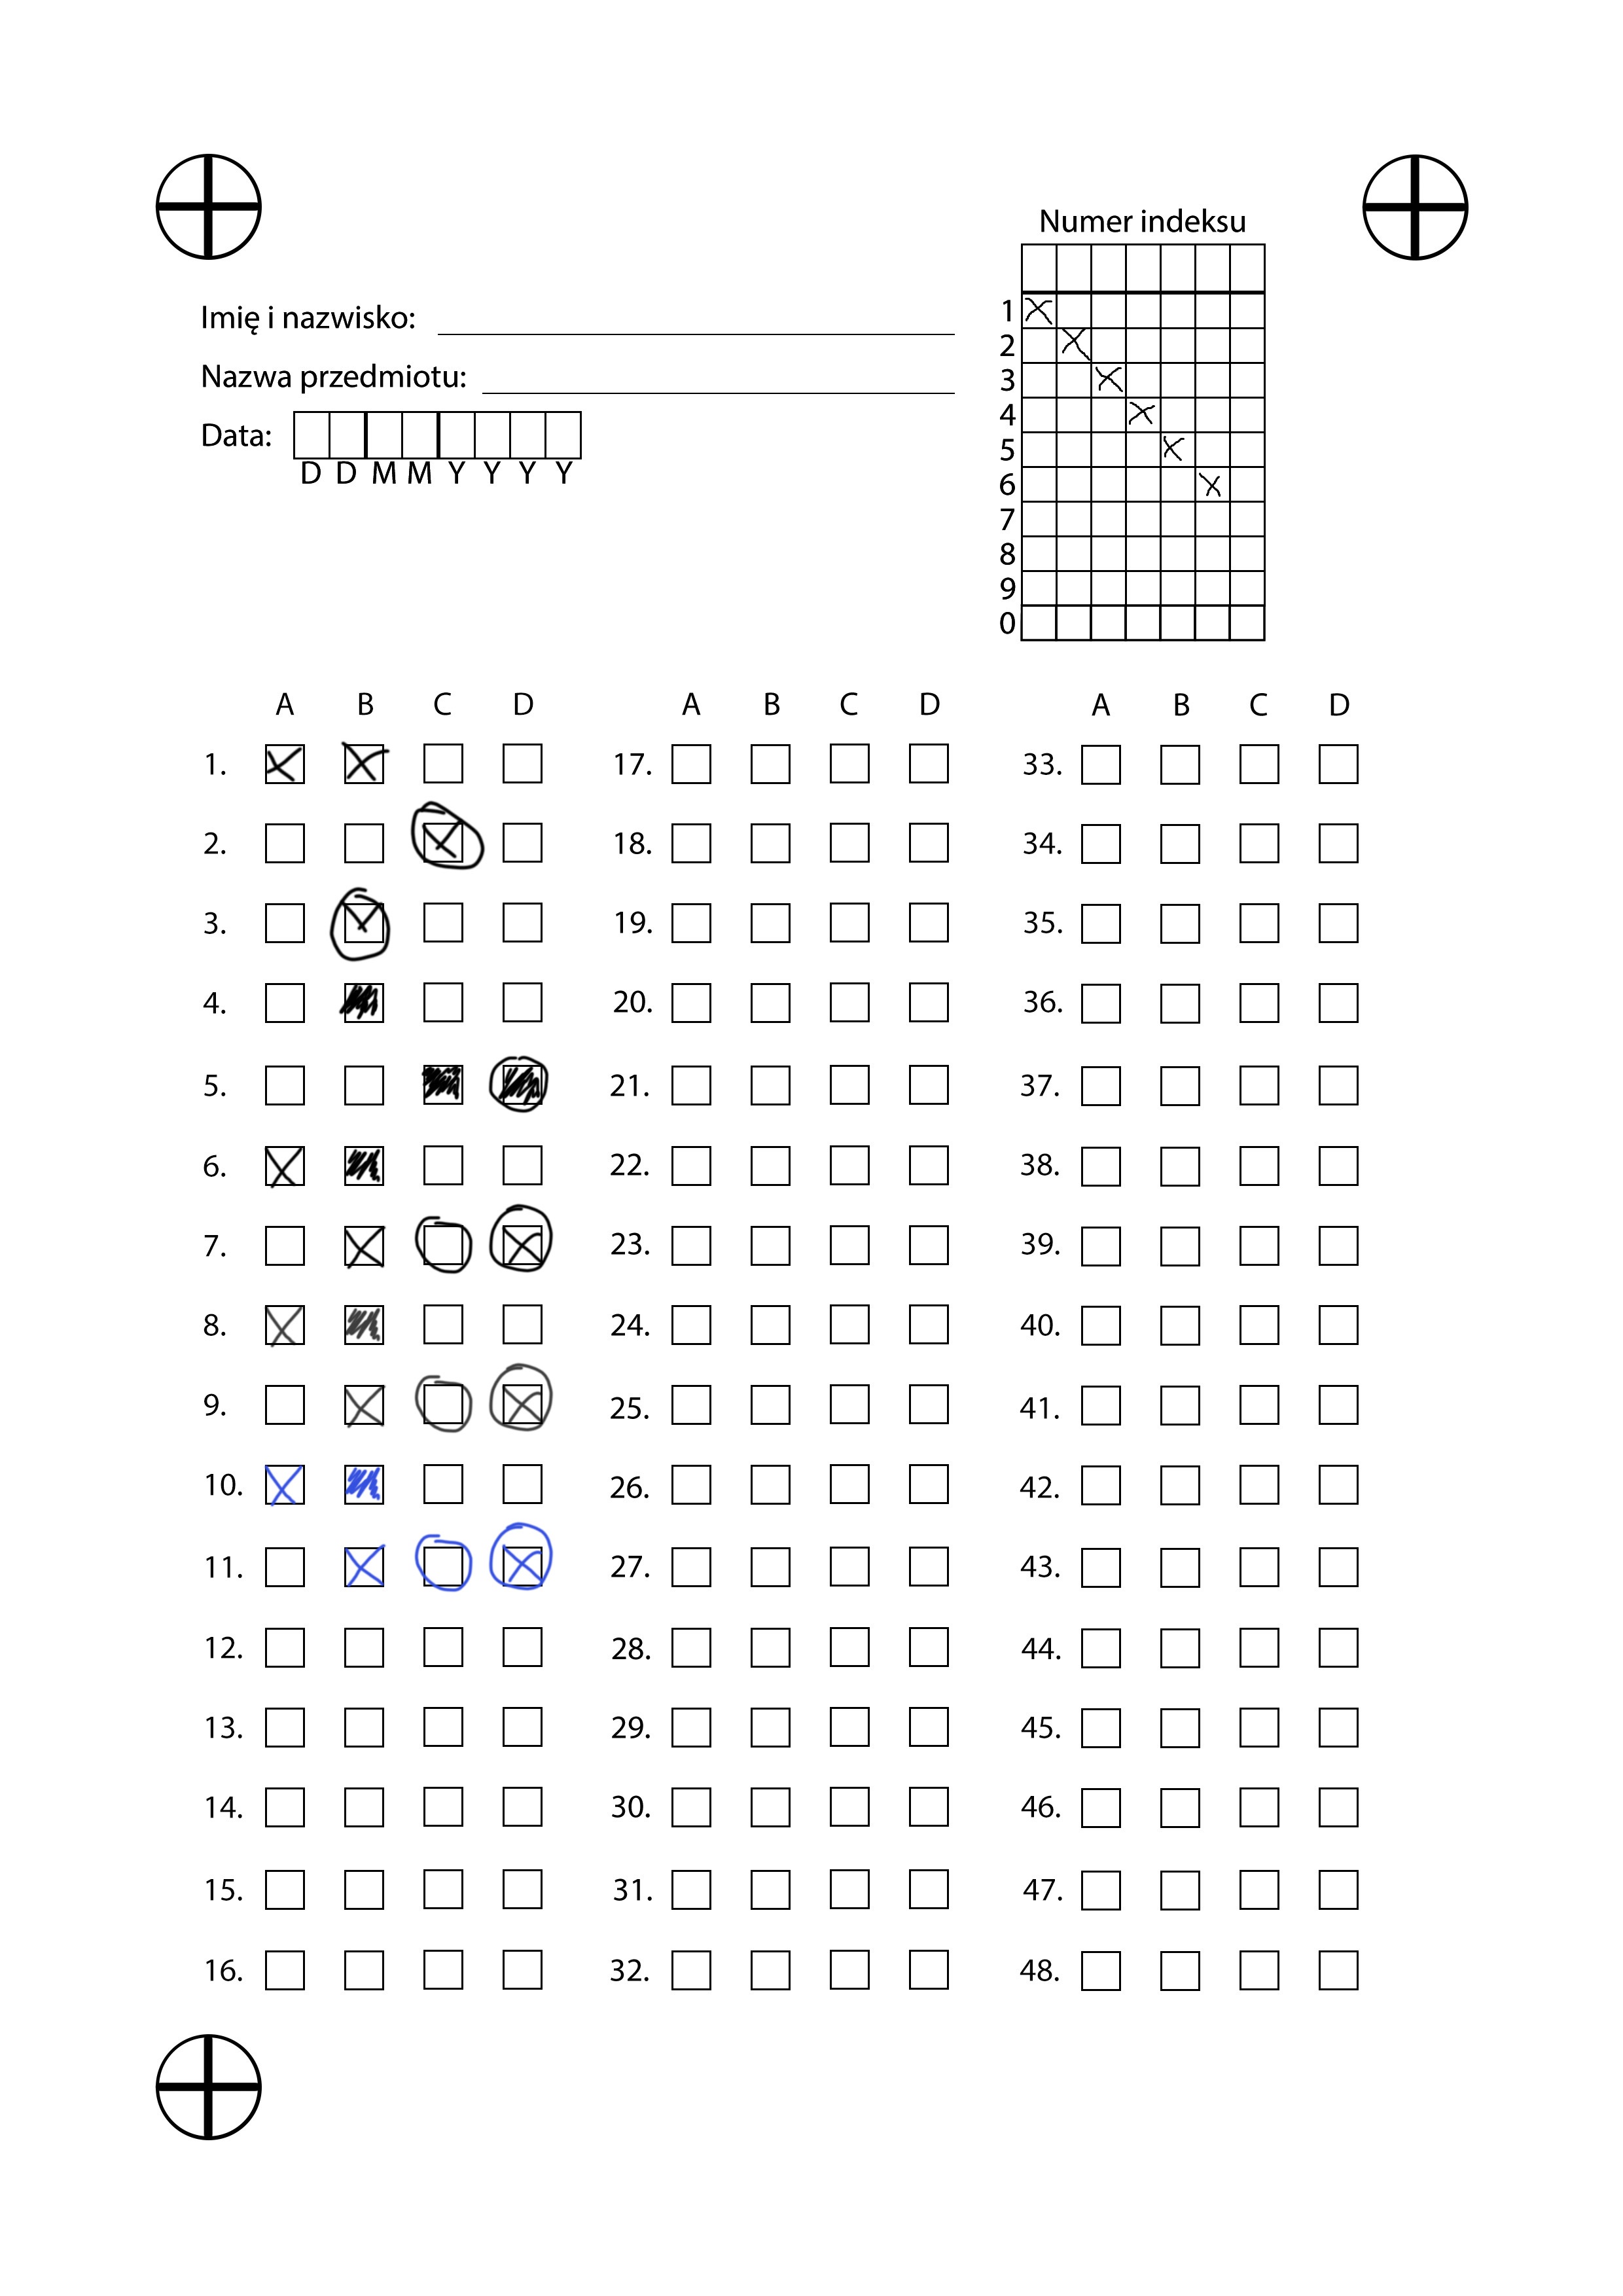 Numer indeksu
Imię i nazwisko:
Nazwa przedmiotu:
Data:
D D M M Y Y Y Y
1
2
3
4
5
6
7
8
9
0
A B C D A B C D A B C D
1. 17. 33.
2. 18. 34.
3. 19. 35.
4. 20. 36.
5. 21. 37.
6. 22. 38.
7. 23. 39.
8. 24. 40.
9. 25. 41.
10. 26. 42.
11. 27. 43.
12. 28. 44.
13. 29. 45.
14. 30. 46.
15. 31. 47.
16. 32. 48.